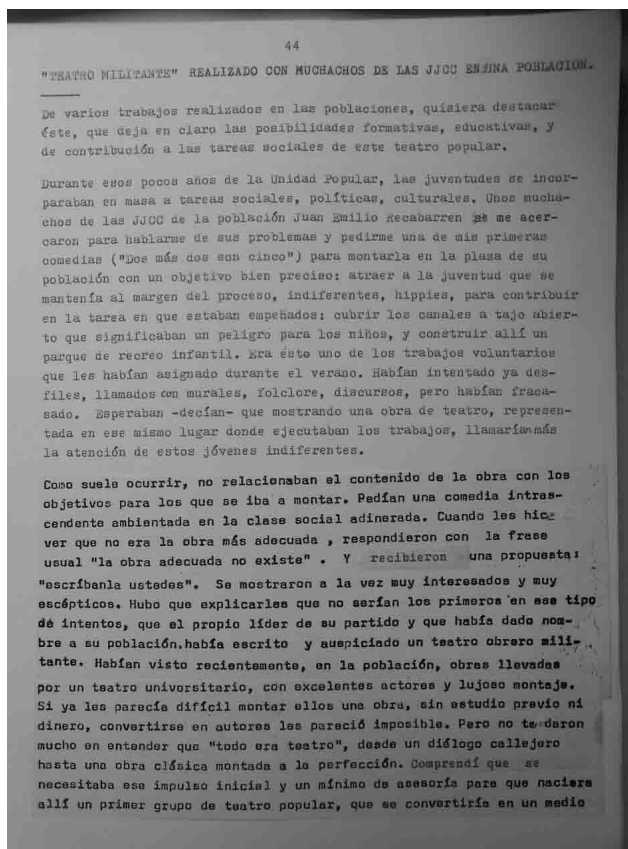 44
"TEATRO MILITANTE" REALIZADO CON MUCHACHOS DE LAS JJCC EN UNA POBLACION.
De varios trabajos realizados en las poblaciones, quisiera destacar
éste, que deja en claro las posibilidades formativas, educativas, y
de contribución a las tareas sociales de este teatro popular.
Durante esos pocos años de la Unidad Popular, las juventudes se incor-
paraban en masa a tareas sociales, políticas, culturales. Unos mucha-
chos de las JJCC de la población Juan Emilio Recabarren se me acer-
caron para hablarme de sus problemas y pedirme una de mis primeras
comedias ("Dos más dos son cinco") para montarla en la plaza de su
población con un objetivo bien preciso: atraer a la juventud que se
mantenía al margen del proceso, indiferentes, hippies, para contribuir
en la tarea en que estaban empeñados: cubrir los canales a tajo abier-
to que significaban un peligro para los niños, y construir allí un
parque de recreo infantil. Era ésto uno de los trabajos voluntarios
que les habían asignado durante el verano. Habían intentado ya des-
files, llamados con murales, folclore, discursos, pero habían fraca-
sado. Esperaban -decían- que mostrando una obra de teatro, represen-
tada en ese mismo lugar donde ejecutaban los trabajos, llamarían más
la atención de estos jóvenes indiferentes.
Como suele ocurrir, no relacionaban el contenido de la obra con los
objetivos para los que se iba a montar. Pedían una comedia intras-
cendente ambientada en la clase social adinerada. Cuando les hice
ver que no era la obra más adecuada , respondieron con la frase
usual "la obra adecuada no existe" . Y recibieron una propuesta:
"escríbanla ustedes". Se mostraron a la vez muy interesados y muy
escépticos. Hubo que explicarles que no serían los primeros en ese tipo
de intentos, que el propio líder de su partido y que había dado nom-
bre a su población, había escrito y auspiciado un teatro obrero mili-
tante. Habían visto recientemente, en la población, obras llevadas
por un teatro universitario, con excelentes actores y lujoso montaje.
Si ya les parecía difícil montar ellos una obra, sin estudio previo ni
dinero, convertirse en autores les pareció imposible. Pero no tardaron
mucho en entender que "todo era teatro", desde un diálogo callejero
hasta una obra clásica montada a la perfección. Comprendí que se
necesitaba ese impulso inicial y un mínimo de asesoría para que naciera
allí un primer grupo de teatro popular, que se convertiría en un medio